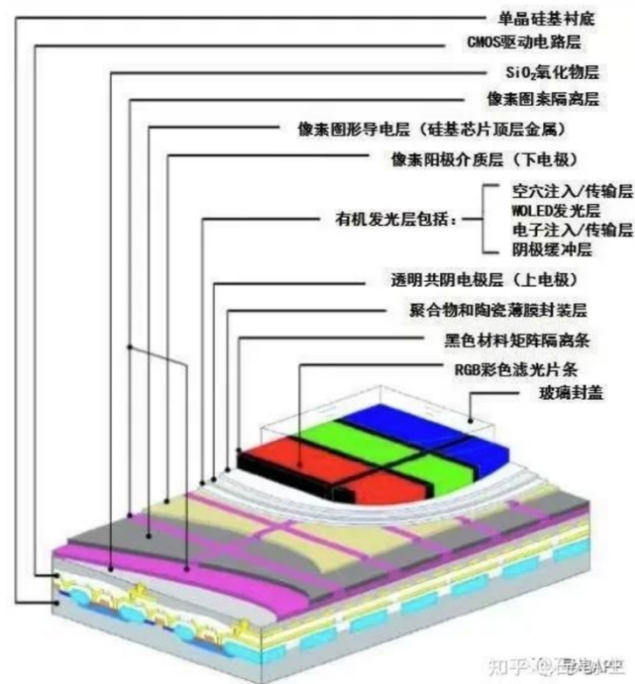 单晶硅基衬底
CMOS驱动电路层
SiO₂氧化物层
像素图案隔离层
像素图形导电层（硅基芯片顶层金属）
像素阳极介质层（下电极）
有机发光层包括：
空穴注入/传输层
WOLED发光层
电子注入/传输层
阴极缓冲层
透明共阴电极层（上电极）
聚合物和陶瓷薄膜封装层
黑色材料矩阵隔离条
RGB彩色滤光片条
玻璃封盖
知乎 @石